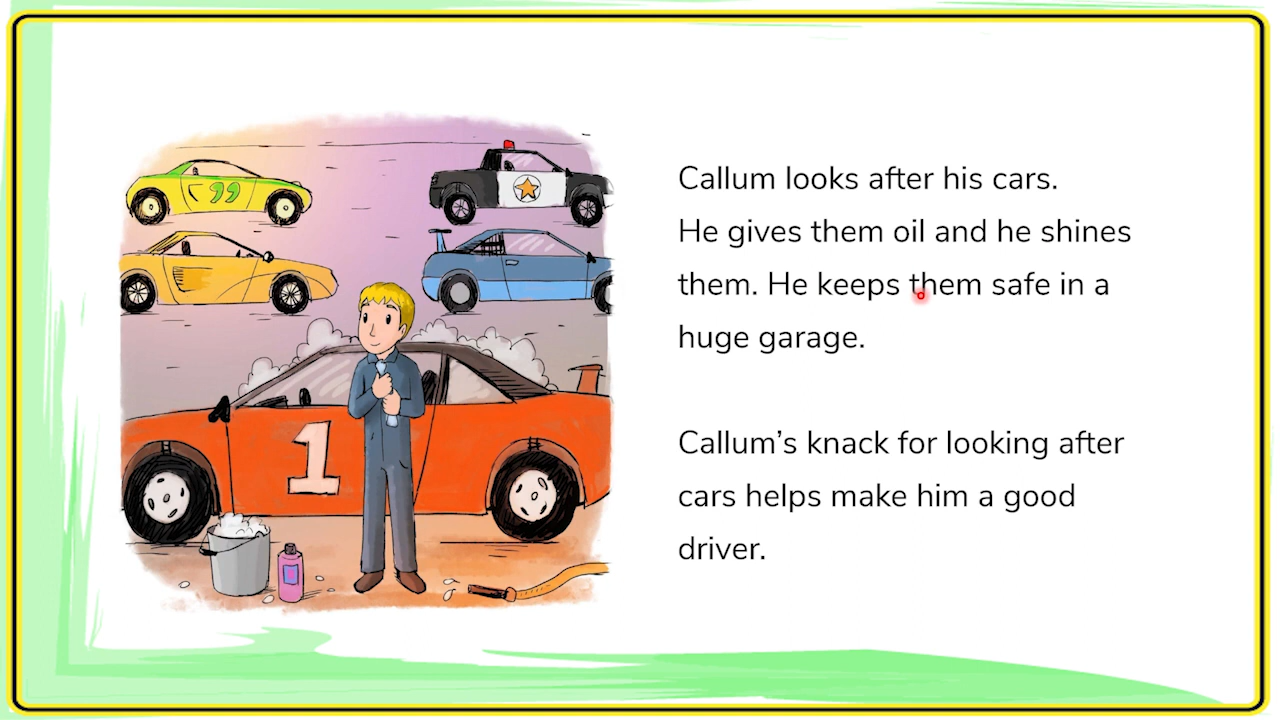 99
1
Callum looks after his cars.
He gives them oil and he shines
them. He keeps them safe in a
huge garage.
Callum’s knack for looking after
cars helps make him a good
driver.